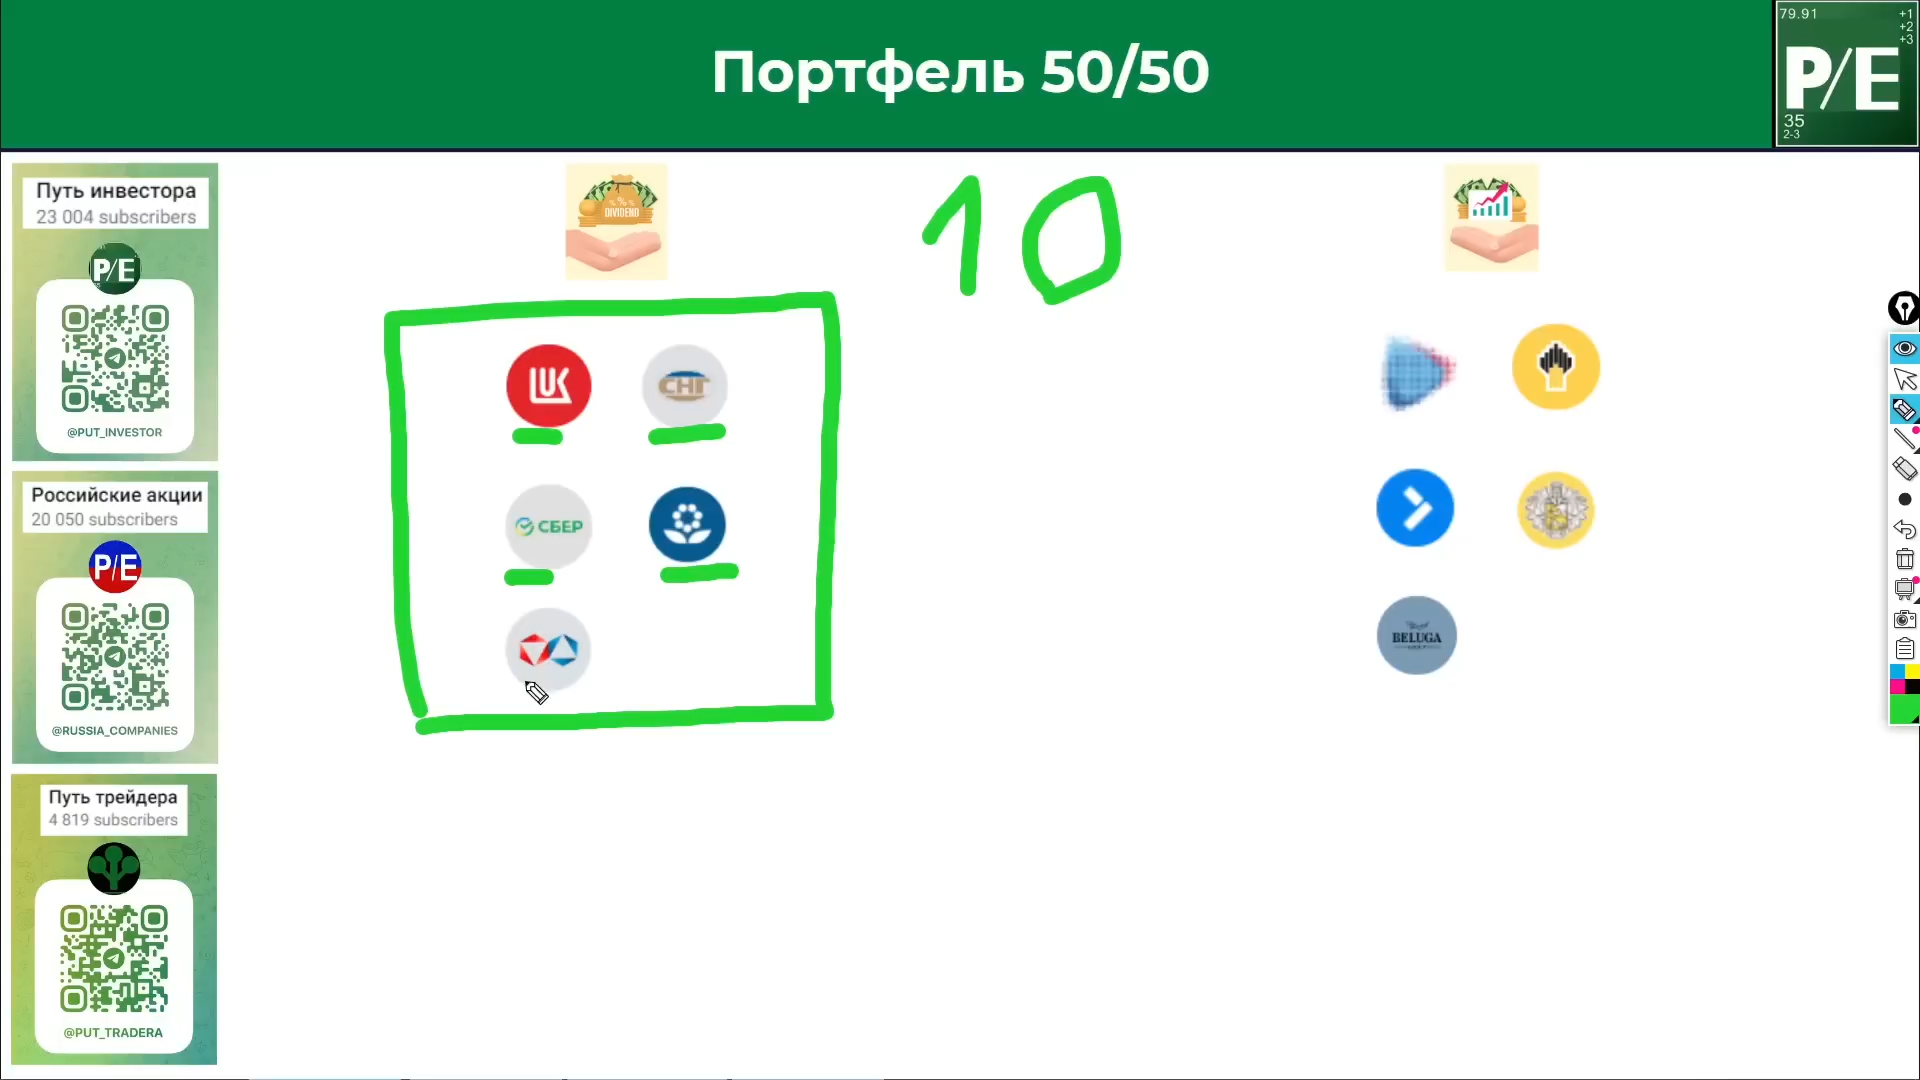 Портфель 50/50
79.91
+1
+2
+3
P/E
35
2-3
Путь инвестора
23 004 subscribers
P/E
@PUT_INVESTOR
Российские акции
20 050 subscribers
P/E
@RUSSIA_COMPANIES
Путь трейдера
4 819 subscribers
@PUT_TRADERA
% % %
DIVIDEND
10
LUK
СНГ
СБЕР
BELUGA